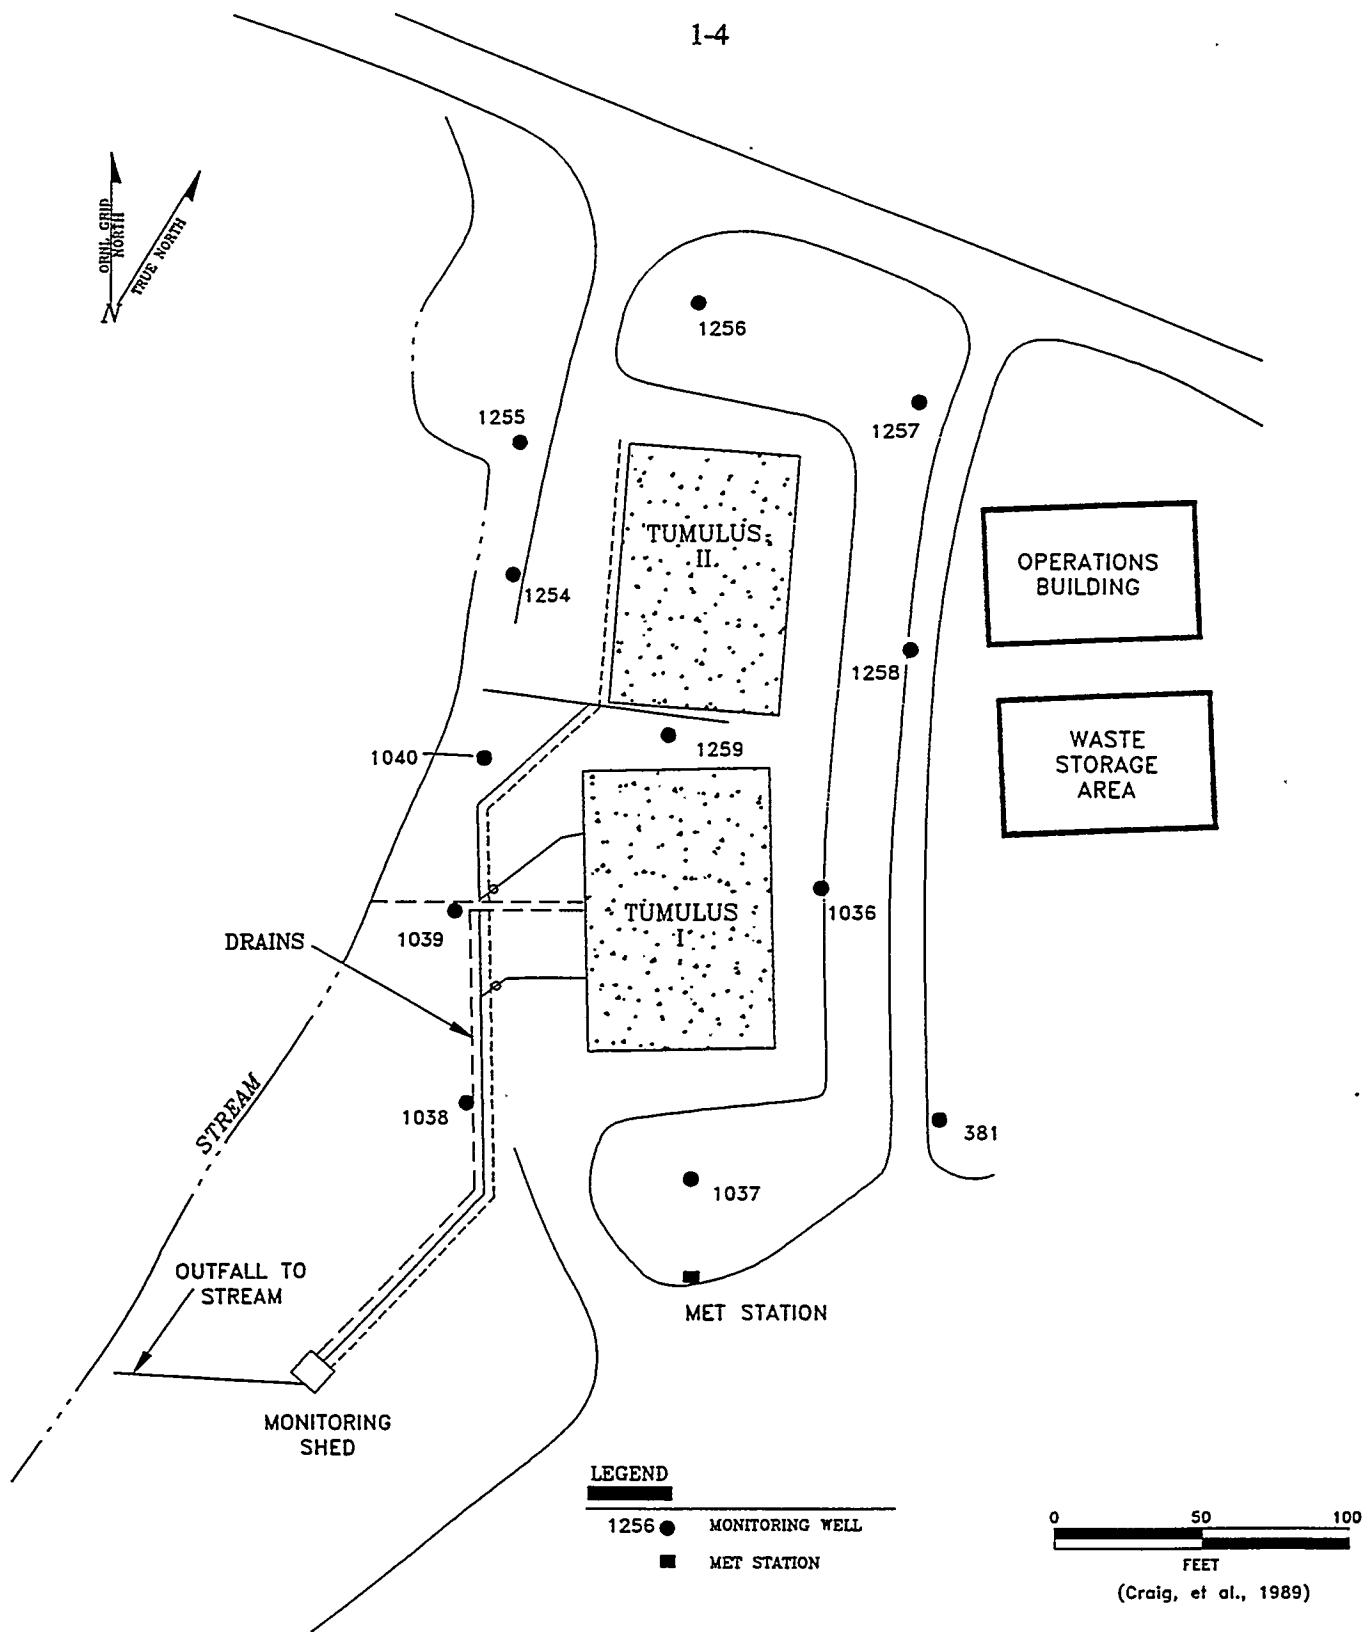 1-4
ORNL GRID
NORTH
TRUE NORTH
N
1256
1255
1257
TUMULUS
II
1254
OPERATIONS
BUILDING
1258
1259
1040
WASTE
STORAGE
AREA
TUMULUS
I
1036
1039
DRAINS
STREAM
1038
381
1037
OUTFALL TO
STREAM
MET STATION
MONITORING
SHED
LEGEND
1256 MONITORING WELL
MET STATION
0 50 100
FEET
(Craig, et al., 1989)